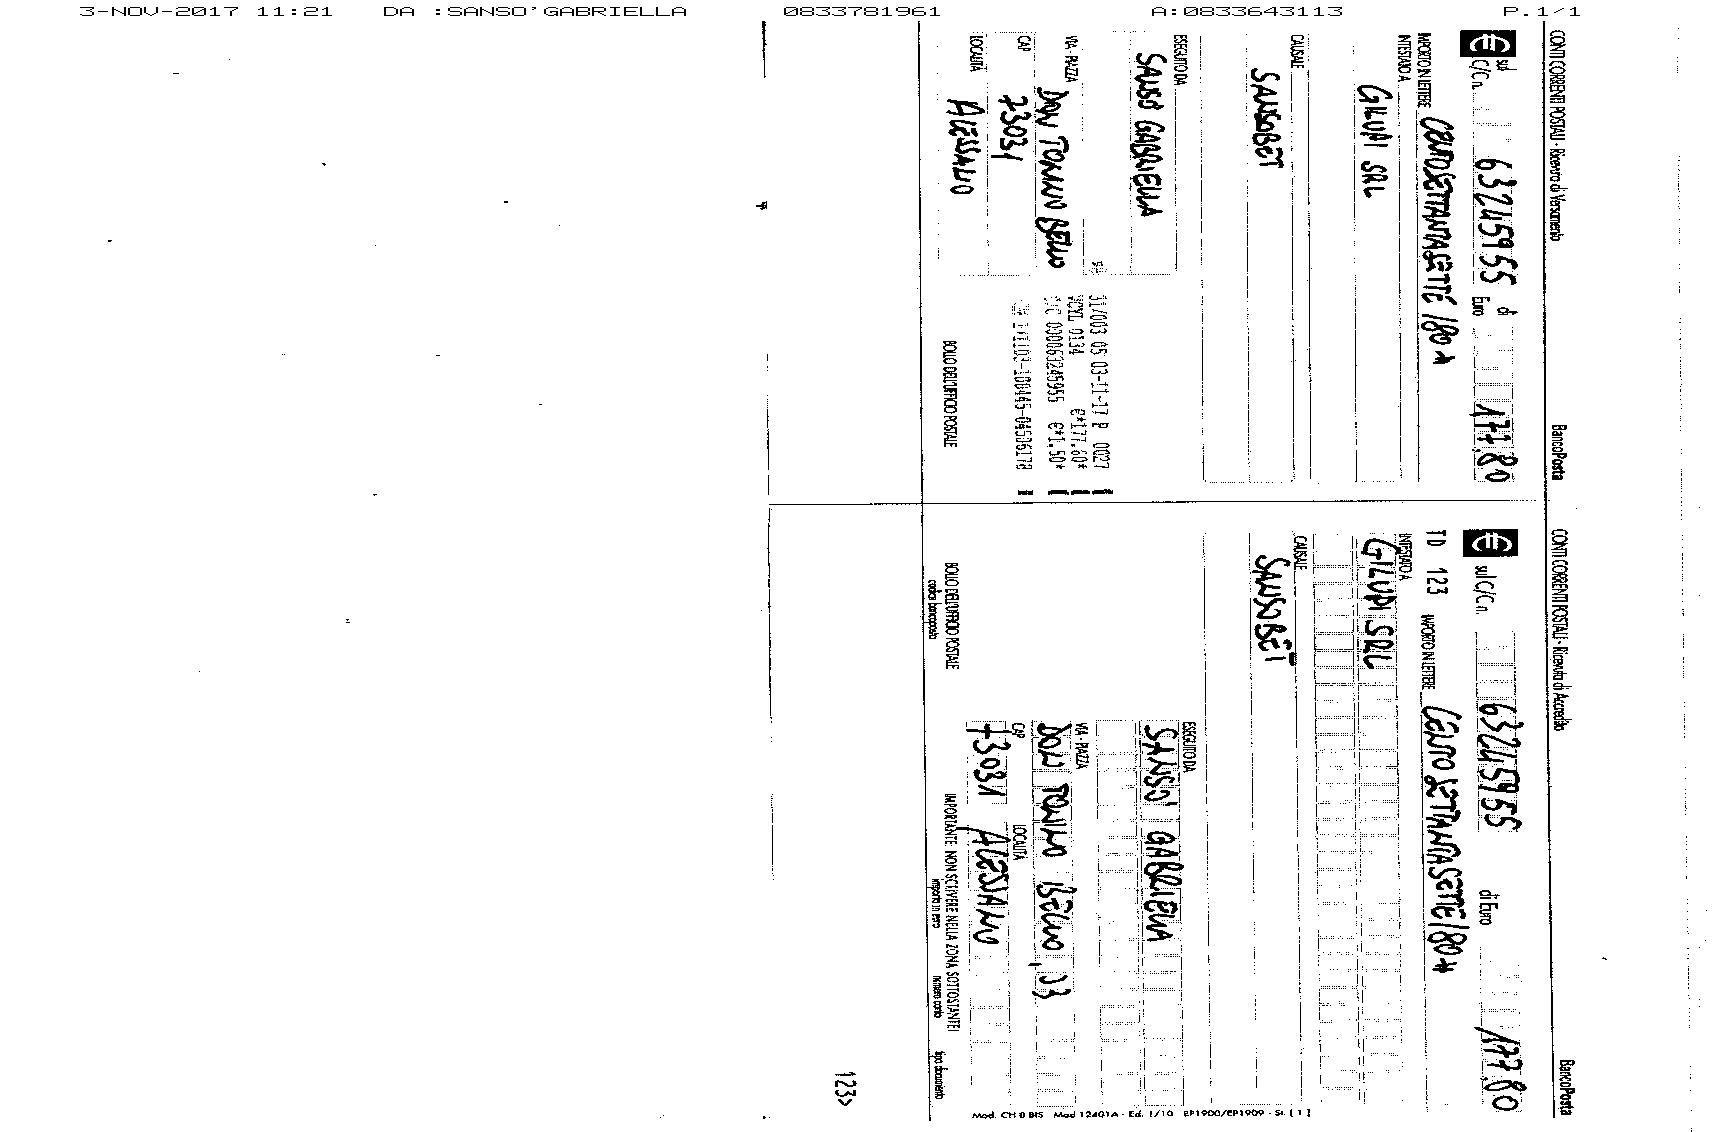 3-NOV-2017 11:21 DA :SANSO'GABRIELLA 0833781961 A:0833643113 P.1/1
CONTI CORRENTI POSTALI - Ricevuta di Versamento BancoPosta
sul C/C n. 63245955 di Euro 177,80
IMPORTO IN LETTERE CENTOSETTANTASETTE/80*
INTESTATO A
GILUPI SRL
CAUSALE
SANSOBET
ESEGUITO DA
SANSO' GABRIELLA
VIA - PIAZZA
DON TONINO BELLO
CAP
73031
LOCALITÀ
ALESSANO
31/003 05 03-11-17 P 0027
VCYL 0134 €*177,80*
C/C 000063245955 €*1,50*
BOLLO DELL'UFFICIO POSTALE
CONTI CORRENTI POSTALI - Ricevuta di Accredito BancoPosta
sul C/C n. 63245955 di Euro 177,80
TD 123 IMPORTO IN LETTERE CENTOSETTANTASETTE/80*
INTESTATO A
GILUPI SRL
CAUSALE
SANSOBET
ESEGUITO DA
SANSO' GABRIELLA
VIA - PIAZZA
DON TONINO BELLO, 33
CAP LOCALITÀ
73031 ALESSANO
BOLLO DELL'UFFICIO POSTALE
codice bancoposta
IMPORTANTE: NON SCRIVERE NELLA ZONA SOTTOSTANTE!
importo in euro numero conto tipo documento
123>
Mod. CH 8 BIS Mod 12401A - Ed. 1/10 EP1900/EP1909 - St. [ 1 ]